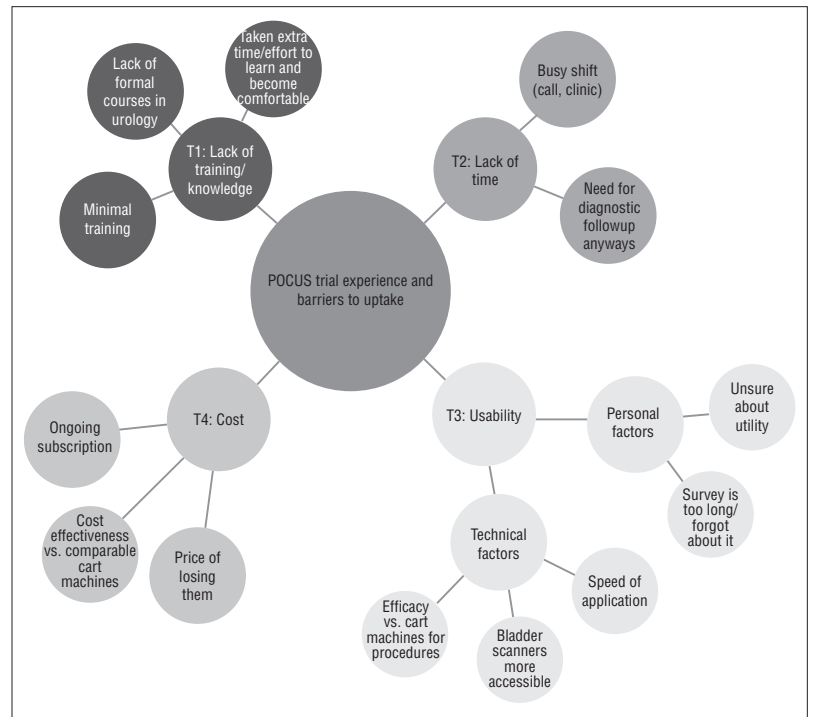 Taken extra
time/effort to
learn and
become
comfortable
Lack of
formal
courses in
urology
T1: Lack of
training/
knowledge
Minimal
training
Busy shift
(call, clinic)
T2: Lack of
time
Need for
diagnostic
followup
anyways
POCUS trial experience and
barriers to uptake
T4: Cost
Ongoing
subscription
Cost
effectiveness
vs. comparable
cart
machines
Price of
losing
them
T3: Usability
Personal
factors
Unsure
about
utility
Survey is
too long/
forgot
about it
Technical
factors
Speed of
application
Efficacy
vs. cart
machines for
procedures
Bladder
scanners
more
accessible